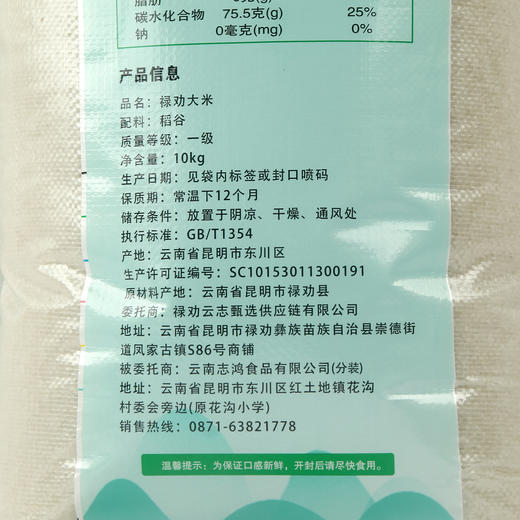 脂肪
碳水化合物 75.5克(g) 25%
钠 0毫克(mg) 0%
产品信息
品名：禄劝大米
配料：稻谷
质量等级：一级
净含量：10kg
生产日期：见袋内标签或封口喷码
保质期：常温下12个月
储存条件：放置于阴凉、干燥、通风处
执行标准：GB/T1354
产地：云南省昆明市东川区
生产许可证编号：SC10153011300191
原材料产地：云南省昆明市禄劝县
委托商：禄劝云志甄选供应链有限公司
地址：云南省昆明市禄劝彝族苗族自治县崇德街
道凤家古镇S86号商铺
被委托商：云南志鸿食品有限公司(分装)
地址：云南省昆明市东川区红土地镇花沟
村委会旁边(原花沟小学)
销售热线：0871-63821778
温馨提示：为保证口感新鲜，开封后请尽快食用。